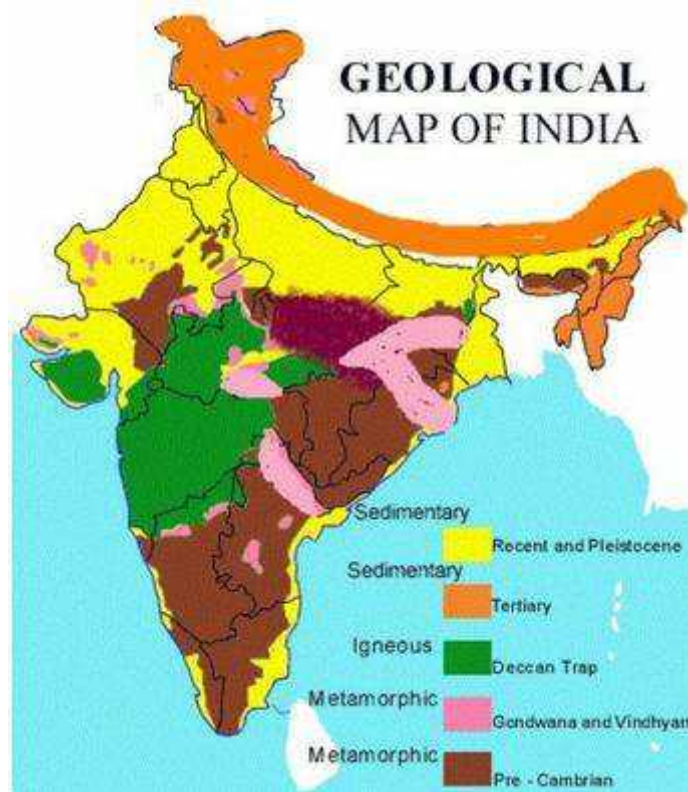 GEOLOGICAL
MAP OF INDIA
Sedimentary
Recent and Pleistocene
Sedimentary
Tertiary
Igneous
Deccan Trap
Metamorphic
Gondwana and Vindhyan
Metamorphic
Pre - Cambrian